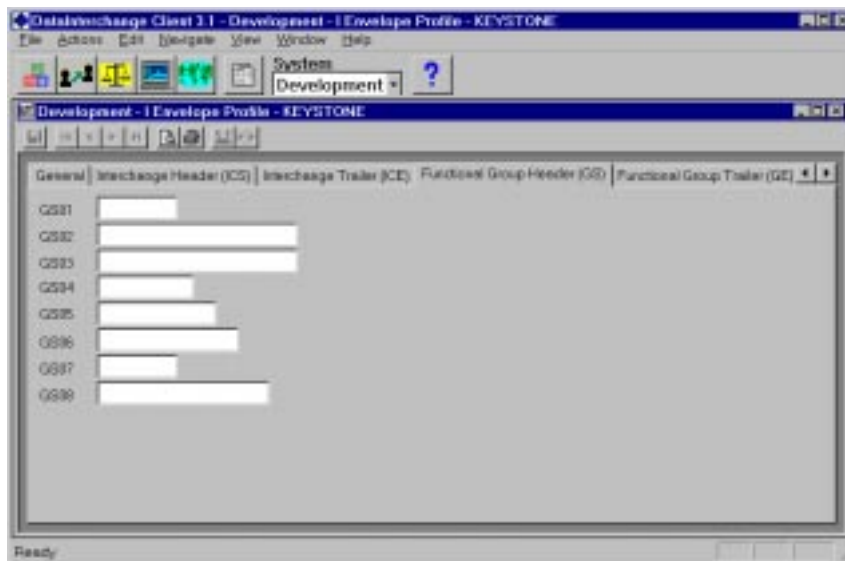 DataInterchange Client 3.1 - Development - I Envelope Profile - KEYSTONE
File Actions Edit Navigate View Window Help
System
Development
?
Development - I Envelope Profile - KEYSTONE
General Interchange Header (ICS) Interchange Trailer (ICE) Functional Group Header (GS) Functional Group Trailer (GE)
GS01
GS02
GS03
GS04
GS05
GS06
GS07
GS08
Ready